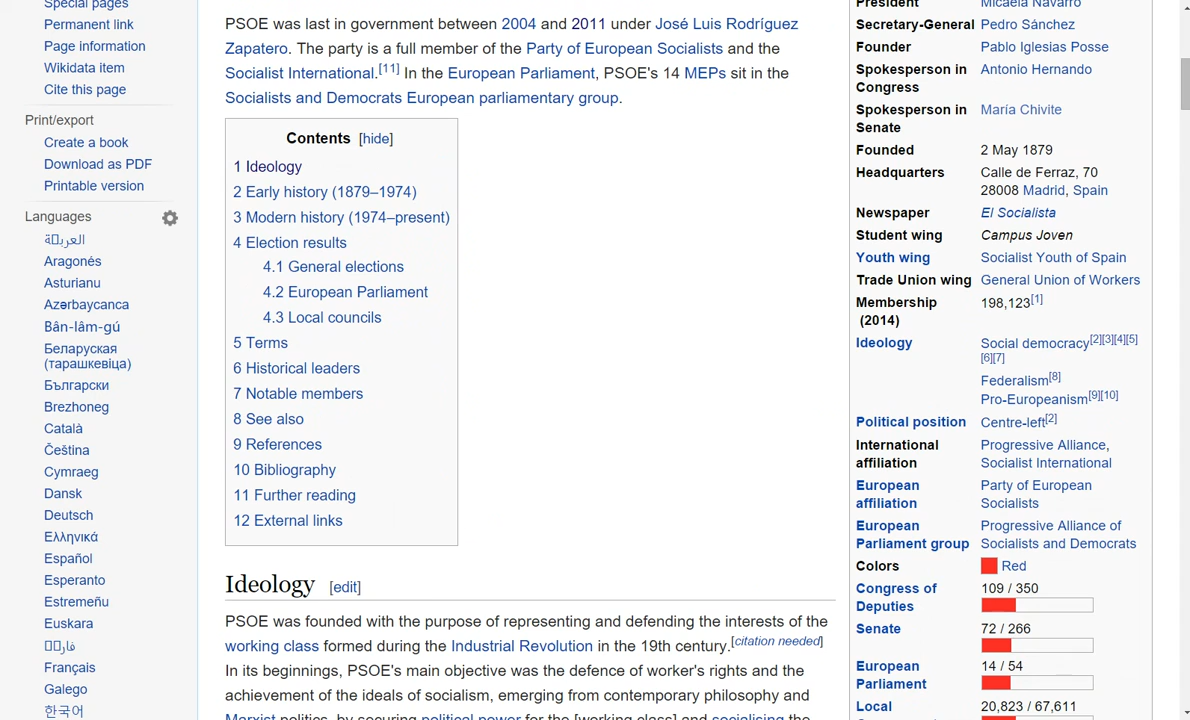 Special pages
Permanent link
Page information
Wikidata item
Cite this page
Print/export
Create a book
Download as PDF
Printable version
Languages
Aragonés
Asturianu
Azərbaycanca
Bân-lâm-gú
Беларуская
(тарашкевіца)
Български
Brezhoneg
Català
Čeština
Cymraeg
Dansk
Deutsch
Ελληνικά
Español
Esperanto
Estremeñu
Euskara
Français
Galego
한국어
PSOE was last in government between 2004 and 2011 under José Luis Rodríguez
Zapatero. The party is a full member of the Party of European Socialists and the
Socialist International.[11] In the European Parliament, PSOE's 14 MEPs sit in the
Socialists and Democrats European parliamentary group.
Contents [hide]
1 Ideology
2 Early history (1879–1974)
3 Modern history (1974–present)
4 Election results
4.1 General elections
4.2 European Parliament
4.3 Local councils
5 Terms
6 Historical leaders
7 Notable members
8 See also
9 References
10 Bibliography
11 Further reading
12 External links
Ideology [edit]
PSOE was founded with the purpose of representing and defending the interests of the
working class formed during the Industrial Revolution in the 19th century.[citation needed]
In its beginnings, PSOE's main objective was the defence of worker's rights and the
achievement of the ideals of socialism, emerging from contemporary philosophy and
Marxist politics, by securing political power for the [working class] and socialising the
President Micaela Navarro
Secretary-General Pedro Sánchez
Founder Pablo Iglesias Posse
Spokesperson in Antonio Hernando
Congress
Spokesperson in María Chivite
Senate
Founded 2 May 1879
Headquarters Calle de Ferraz, 70
28008 Madrid, Spain
Newspaper El Socialista
Student wing Campus Joven
Youth wing Socialist Youth of Spain
Trade Union wing General Union of Workers
Membership 198,123[1]
(2014)
Ideology Social democracy[2][3][4][5]
[6][7]
Federalism[8]
Pro-Europeanism[9][10]
Political position Centre-left[2]
International Progressive Alliance,
affiliation Socialist International
European Party of European
affiliation Socialists
European Progressive Alliance of
Parliament group Socialists and Democrats
Colors Red
Congress of 109 / 350
Deputies
Senate 72 / 266
European 14 / 54
Parliament
Local 20,823 / 67,611